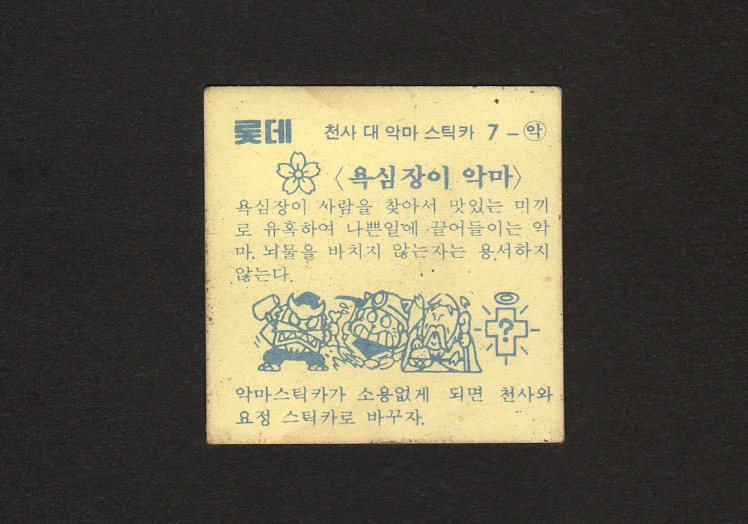 롯데 천사 대 악마 스틱카 7-악
〈욕심장이 악마〉
욕심장이 사람을 찾아서 맛있는 미끼
로 유혹하여 나쁜일에 끌어들이는 악
마. 뇌물을 바치지 않는자는 용서하지
않는다.
?
악마스틱카가 소용없게 되면 천사와
요정 스틱카로 바꾸자.